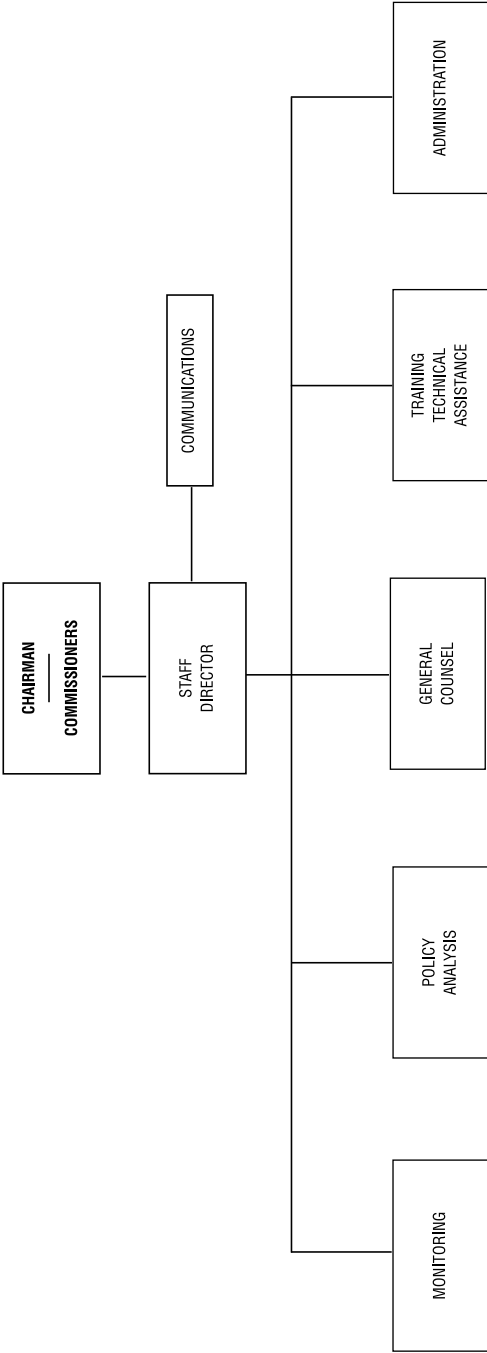 CHAIRMAN
COMMISSIONERS
STAFF
DIRECTOR
COMMUNICATIONS
MONITORING
POLICY
ANALYSIS
GENERAL
COUNSEL
TRAINING
TECHNICAL
ASSISTANCE
ADMINISTRATION